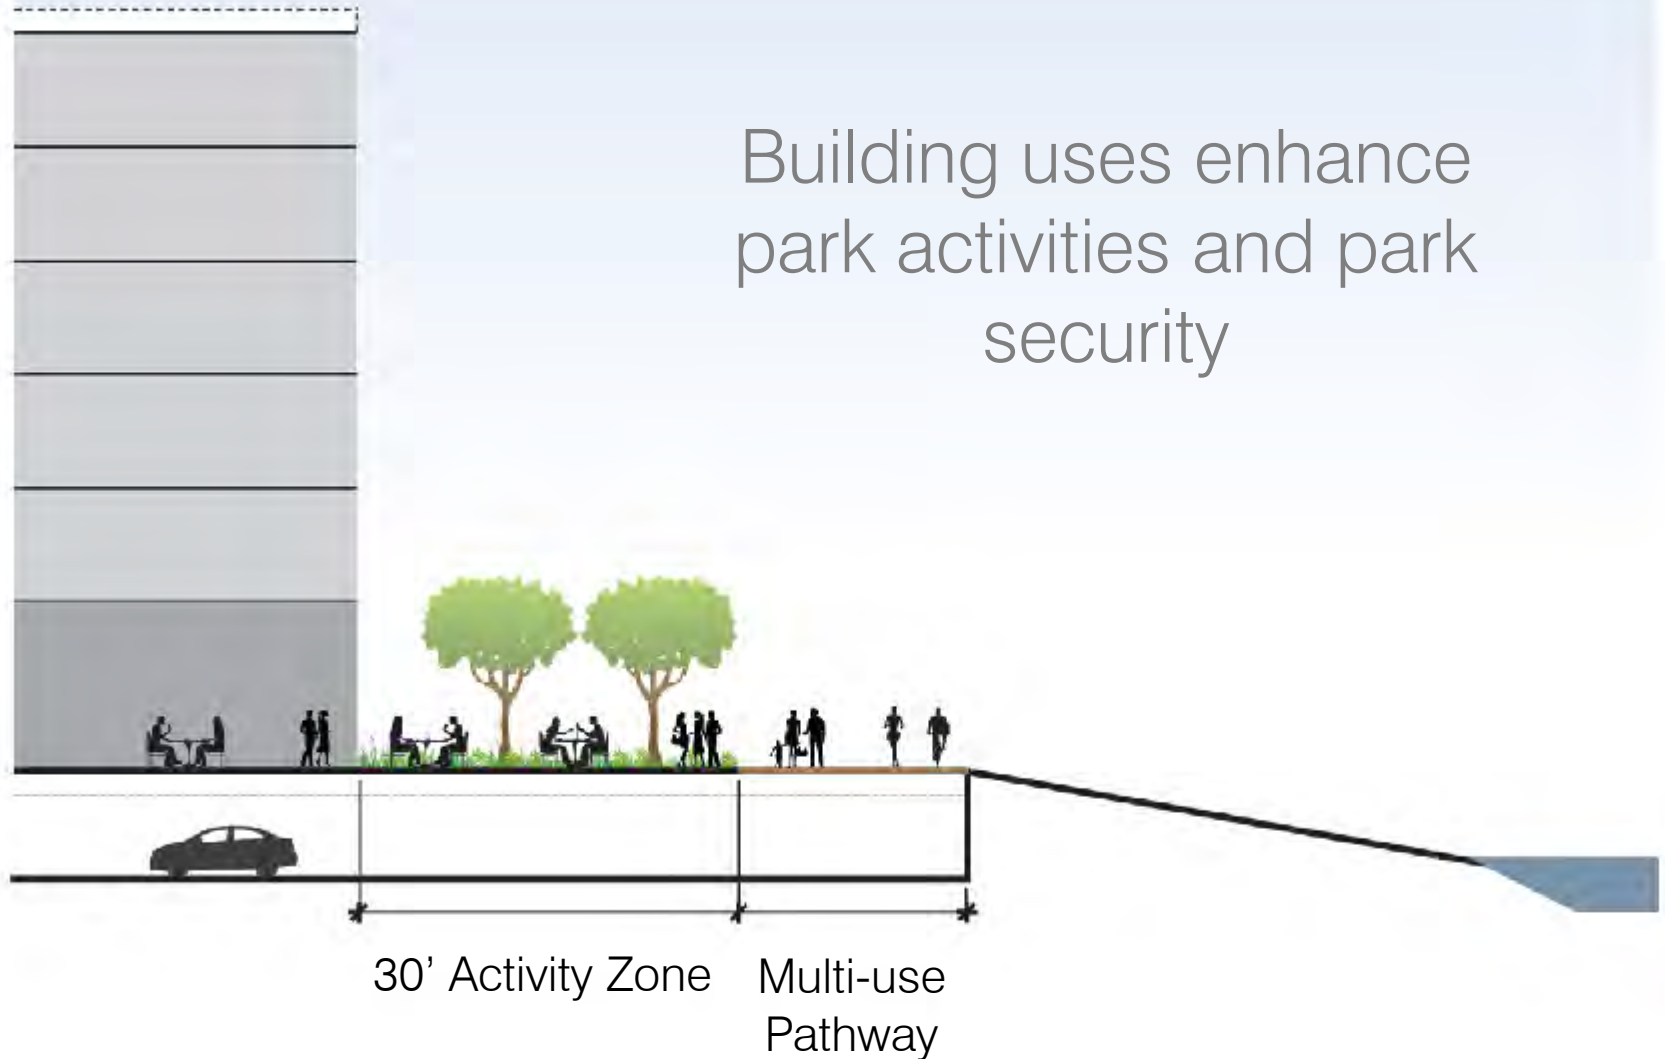 Building uses enhance
park activities and park
security
30’ Activity Zone
Multi-use
Pathway